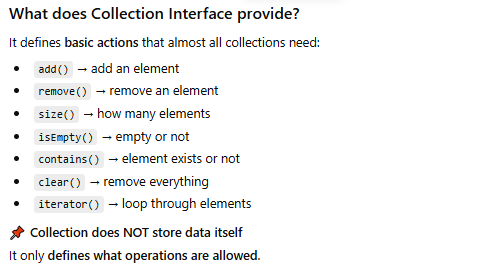 What does Collection Interface provide?
It defines basic actions that almost all collections need:
• add() → add an element
• remove() → remove an element
• size() → how many elements
• isEmpty() → empty or not
• contains() → element exists or not
• clear() → remove everything
• iterator() → loop through elements
📌 Collection does NOT store data itself
It only defines what operations are allowed.